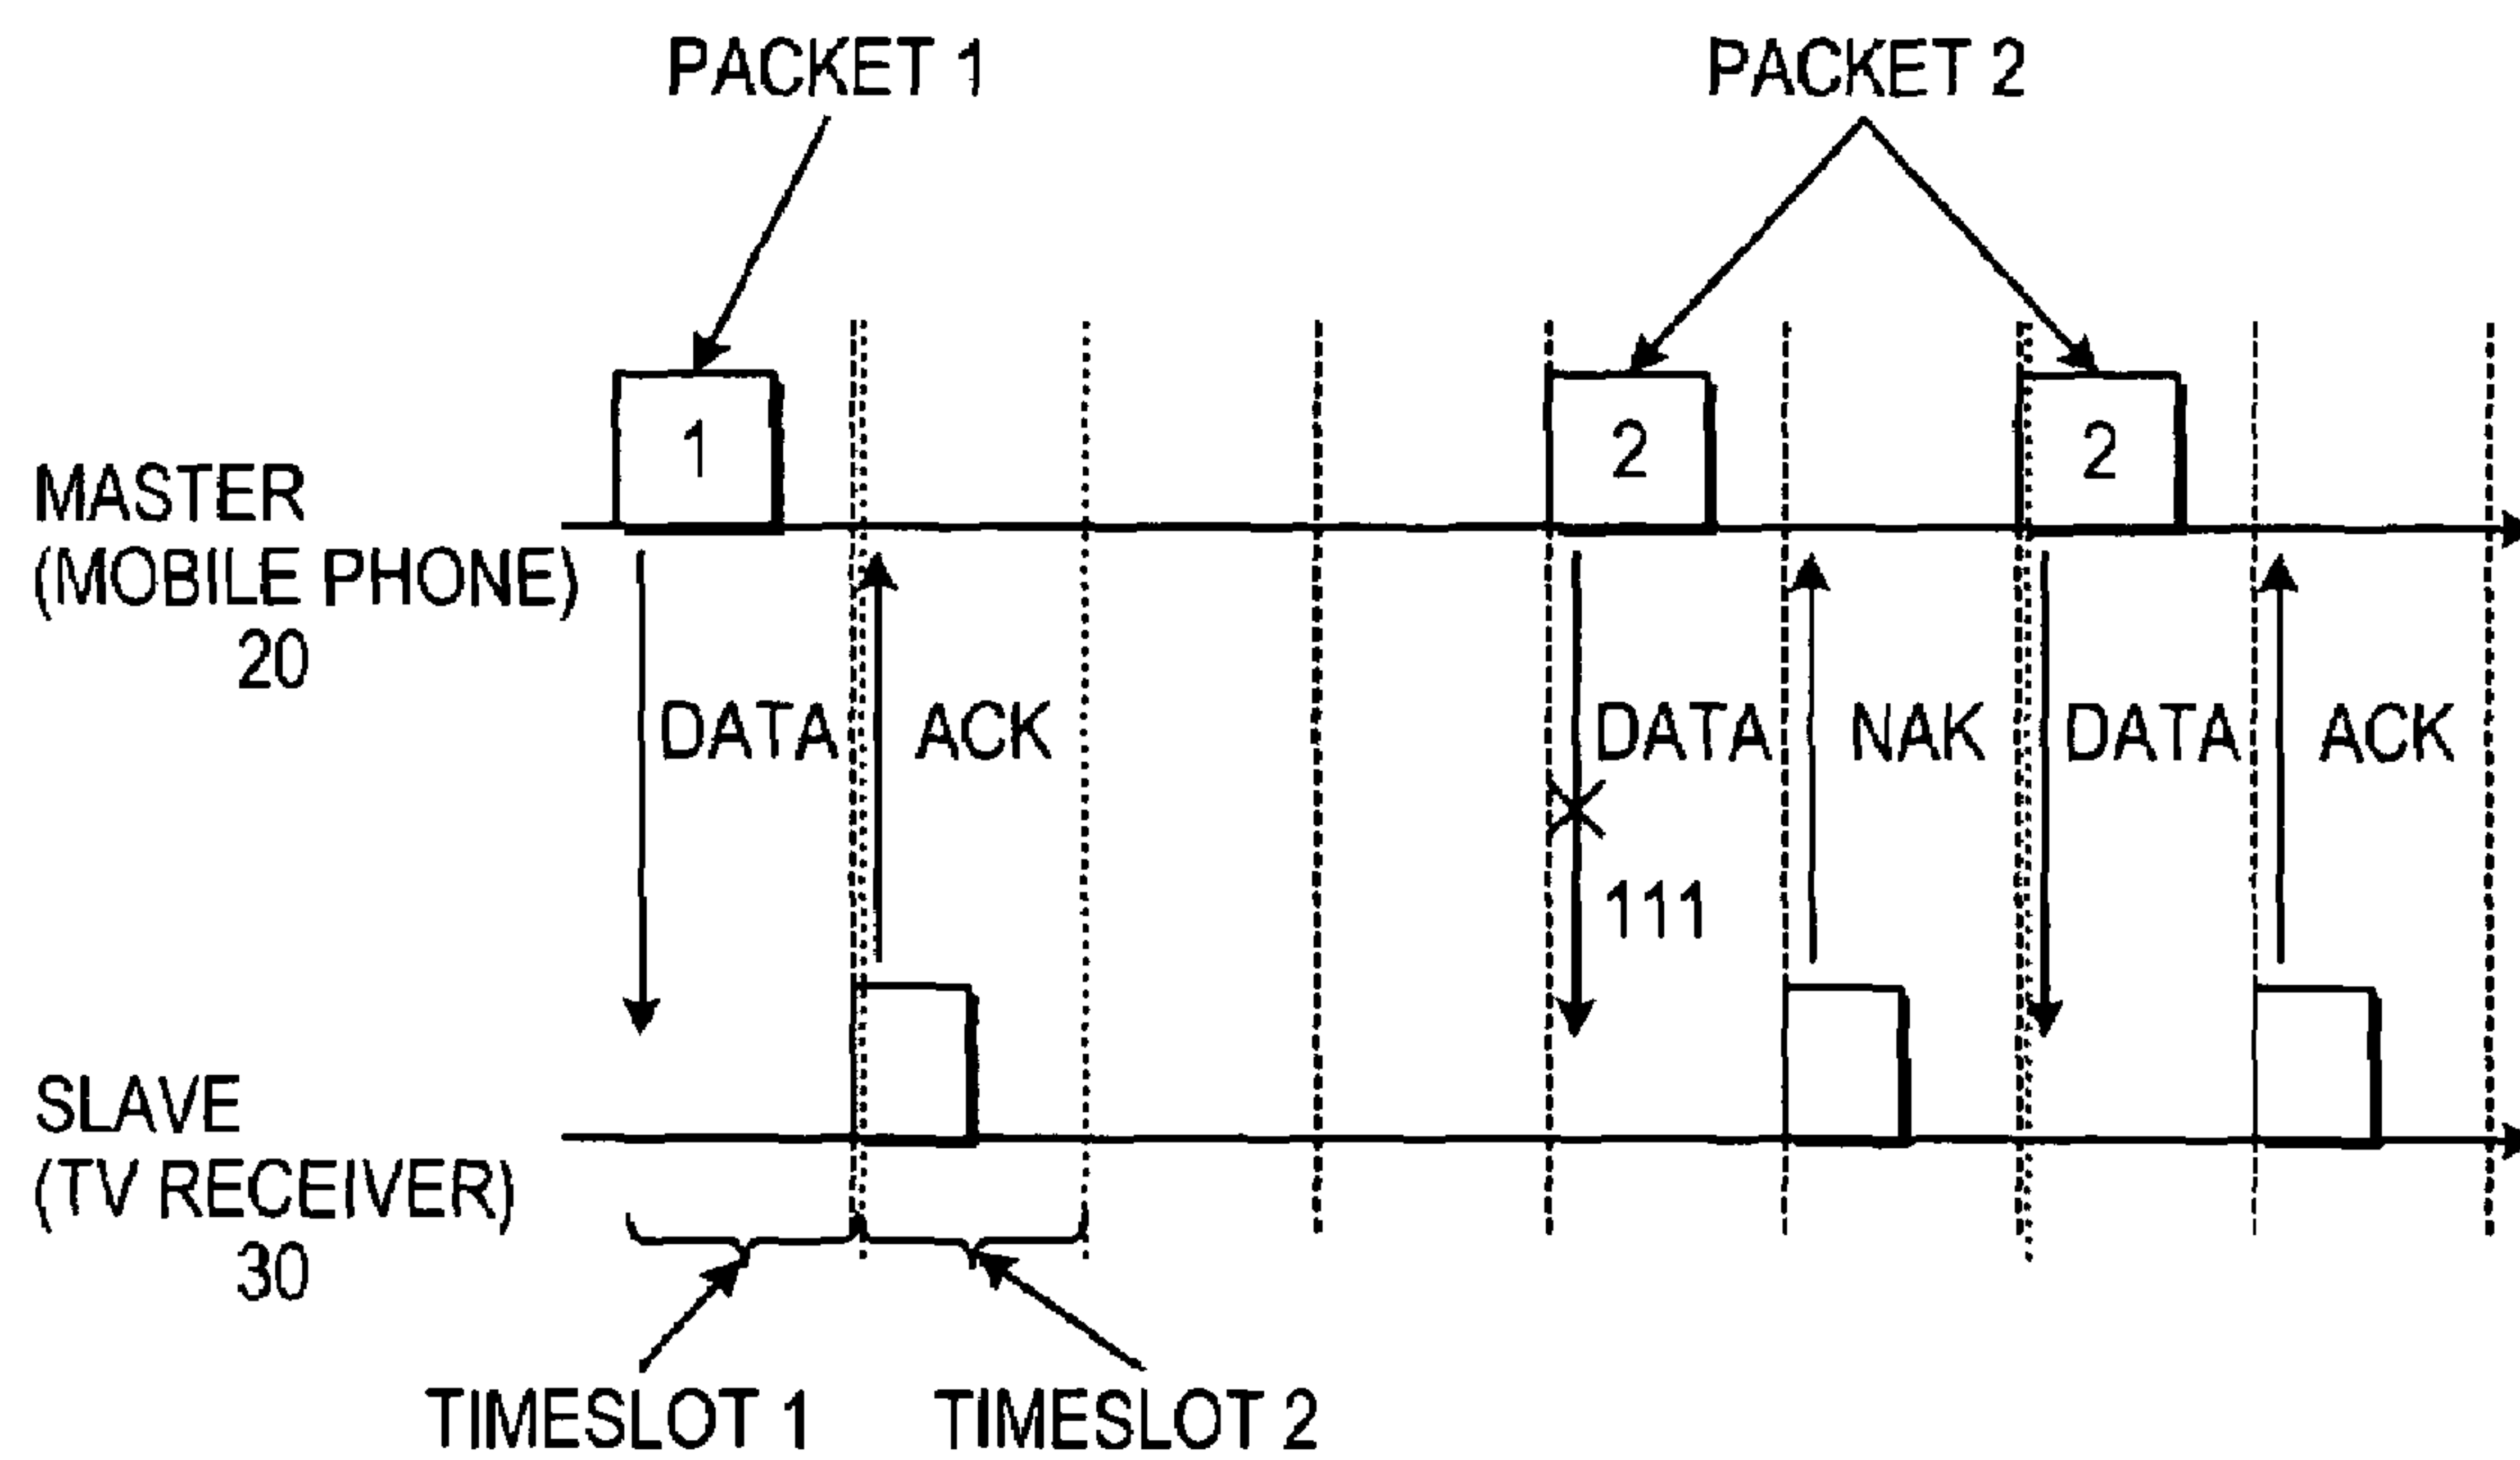 PACKET 1
PACKET 2
1
2
2
MASTER
(MOBILE PHONE)
20
DATA
ACK
DATA
NAK
DATA
ACK
111
SLAVE
(TV RECEIVER)
30
TIMESLOT 1
TIMESLOT 2